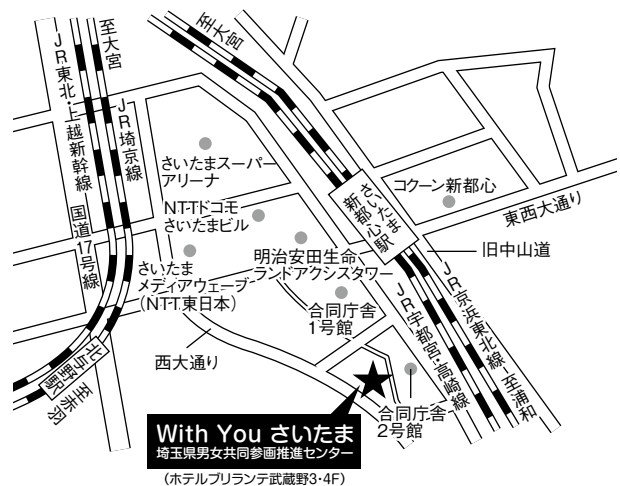 至大宮
至大宮
JR東北・上越新幹線
国道17号線
JR埼京線
さいたまスーパー
アリーナ
NTTドコモ
さいたまビル
さいたま
メディアウェーブ
(NTT東日本)
明治安田生命
ランドアクシスタワー
合同庁舎
1号館
さいたま
新都心駅
コクーン新都心
東西大通り
旧中山道
JR京浜東北線
至浦和
JR宇都宮・高崎線
西大通り
北与野駅
至赤羽
合同庁舎
2号館
With You さいたま
埼玉県男女共同参画推進センター
(ホテルブリランテ武蔵野3・4F)